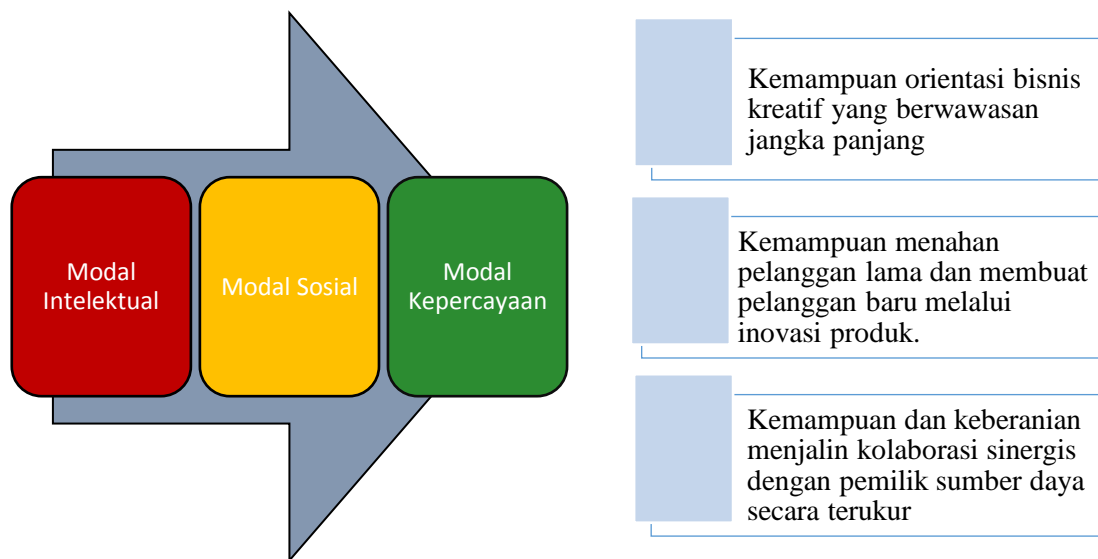 Modal
Intelektual
Modal Sosial
Modal
Kepercayaan
Kemampuan orientasi bisnis
kreatif yang berwawasan
jangka panjang
Kemampuan menahan
pelanggan lama dan membuat
pelanggan baru melalui
inovasi produk.
Kemampuan dan keberanian
menjalin kolaborasi sinergis
dengan pemilik sumber daya
secara terukur